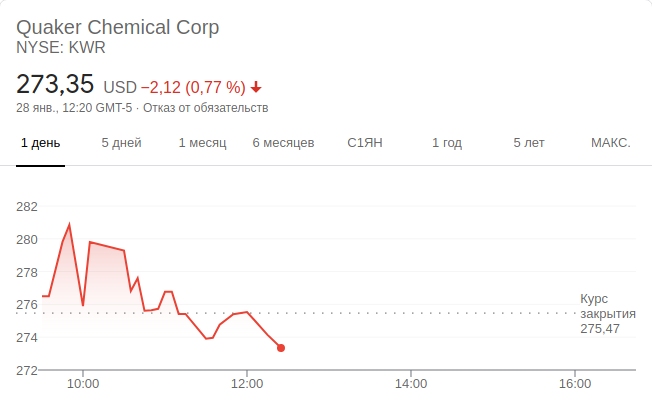 Quaker Chemical Corp
NYSE: KWR
273,35 USD −2,12 (0,77 %)
28 янв., 12:20 GMT-5 · Отказ от обязательств
1 день 5 дней 1 месяц 6 месяцев С1ЯН 1 год 5 лет МАКС.
282
280
278
276
274
272
Курс
закрытия
275,47
10:00 12:00 14:00 16:00